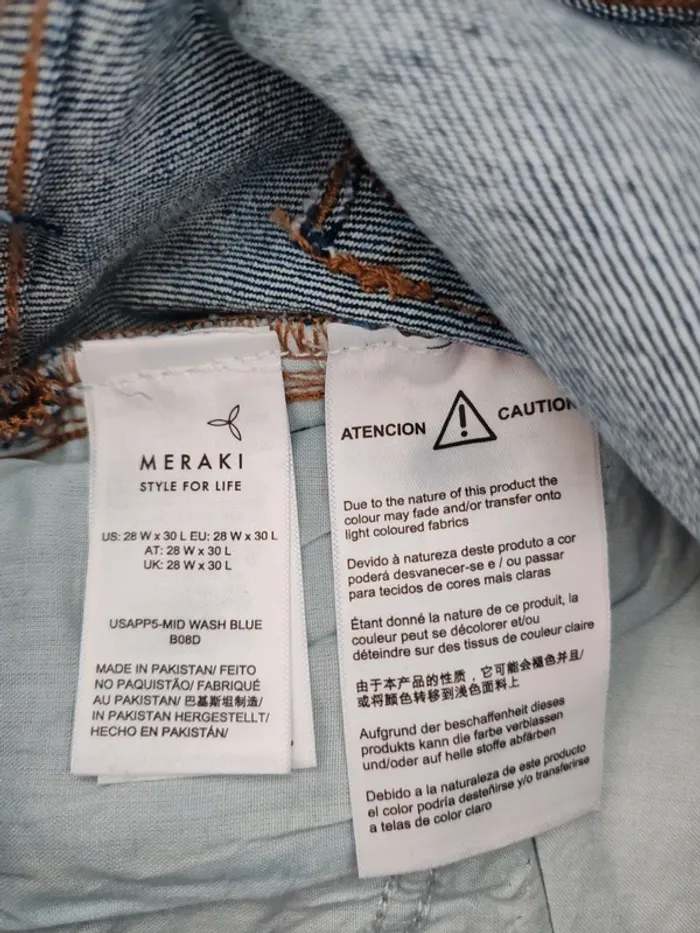 MERAKI
STYLE FOR LIFE
US: 28 W x 30 L EU: 28 W x 30 L
AT: 28 W x 30 L
UK: 28 W x 30 L
USAPP5-MID WASH BLUE
B08D
MADE IN PAKISTAN/ FEITO
NO PAQUISTÃO/ FABRIQUÉ
AU PAKISTAN/ 巴基斯坦制造/
IN PAKISTAN HERGESTELLT/
HECHO EN PAKISTÁN/
ATENCION CAUTION
Due to the nature of this product the
colour may fade and/or transfer onto
light coloured fabrics
Devido à natureza deste produto a cor
poderá desvanecer-se e / ou passar
para tecidos de cores mais claras
Étant donné la nature de ce produit, la
couleur peut se décolorer et/ou
déteindre sur des tissus de couleur claire
由于本产品的性质，它可能会褪色并且/
或将颜色转移到浅色面料上
Aufgrund der beschaffenheit dieses
produkts kann die farbe verblassen
und/oder auf helle stoffe abfärben
Debido a la naturaleza de este producto
el color podría desteñirse y/o transferirse
a telas de color claro